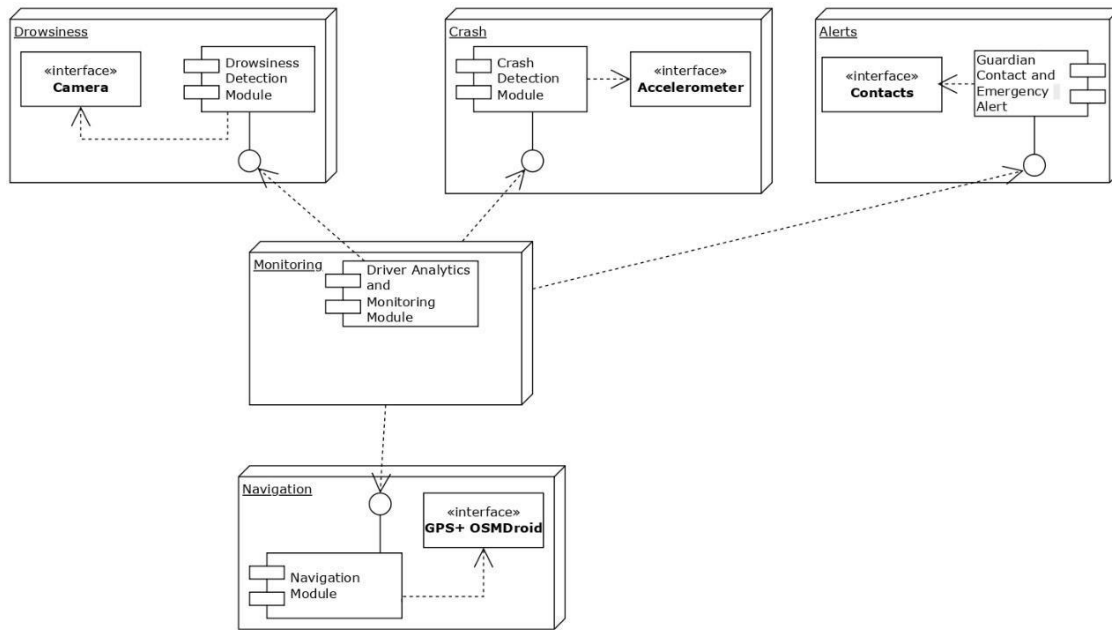 Drowsiness
«interface»
Camera
Drowsiness
Detection
Module
Crash
Crash
Detection
Module
«interface»
Accelerometer
Alerts
«interface»
Contacts
Guardian
Contact and
Emergency
Alert
Monitoring
Driver Analytics
and
Monitoring
Module
Navigation
«interface»
GPS+ OSMDroid
Navigation
Module